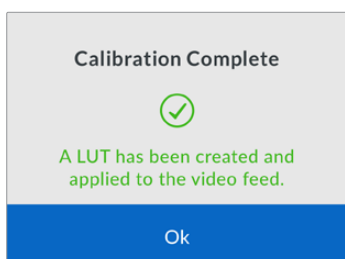 Calibration Complete
A LUT has been created and
applied to the video feed.
Ok